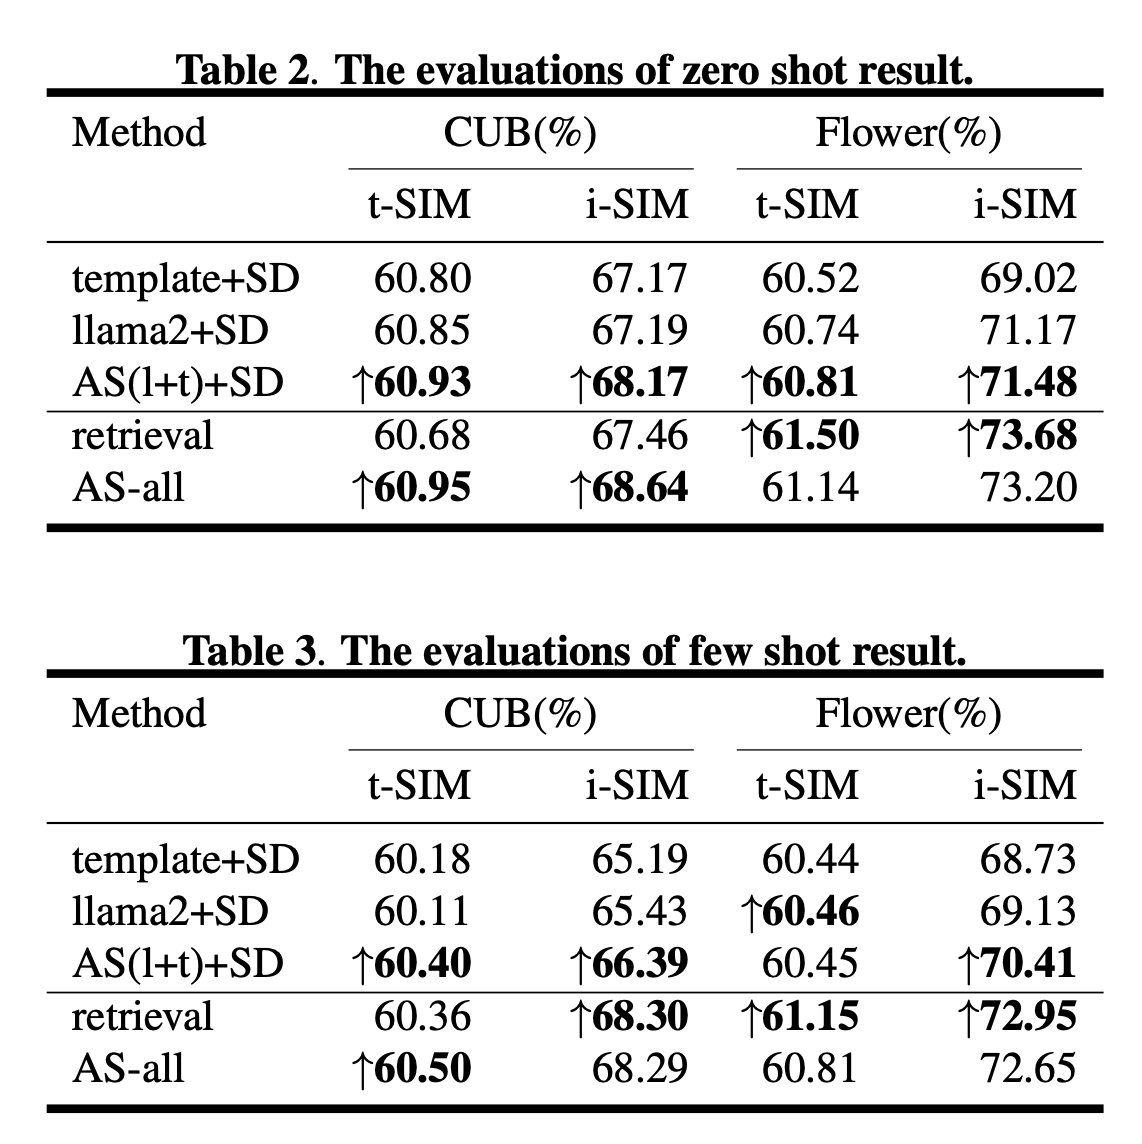 Table 2. The evaluations of zero shot result.
Method CUB(%) Flower(%)
t-SIM i-SIM t-SIM i-SIM
template+SD 60.80 67.17 60.52 69.02
llama2+SD 60.85 67.19 60.74 71.17
AS(l+t)+SD ↑60.93 ↑68.17 ↑60.81 ↑71.48
retrieval 60.68 67.46 ↑61.50 ↑73.68
AS-all ↑60.95 ↑68.64 61.14 73.20
Table 3. The evaluations of few shot result.
Method CUB(%) Flower(%)
t-SIM i-SIM t-SIM i-SIM
template+SD 60.18 65.19 60.44 68.73
llama2+SD 60.11 65.43 ↑60.46 69.13
AS(l+t)+SD ↑60.40 ↑66.39 60.45 ↑70.41
retrieval 60.36 ↑68.30 ↑61.15 ↑72.95
AS-all ↑60.50 68.29 60.81 72.65